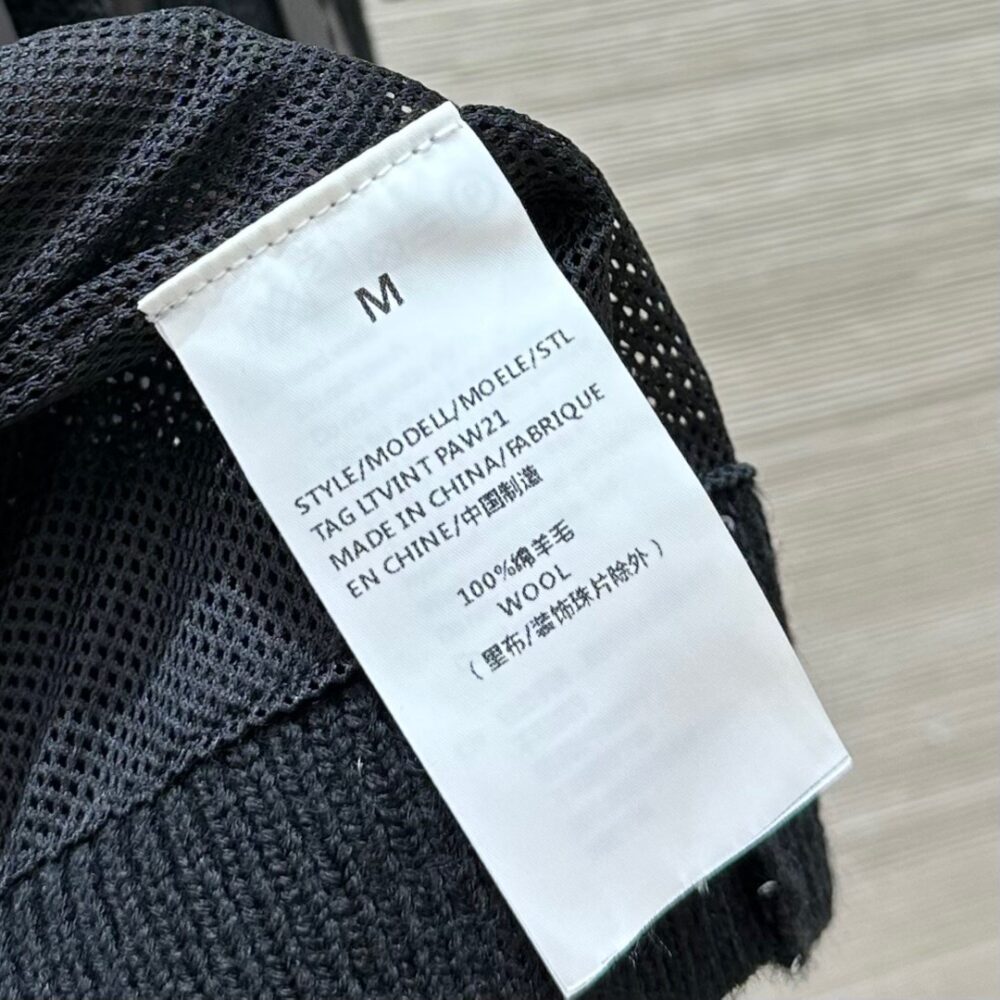 M
STYLE/MODELL/MOELE/STL
TAG LTVINT PAW21
MADE IN CHINA/FABRIQUE
EN CHINE/中国制造
100%绵羊毛
WOOL
(里布/装饰珠片除外)